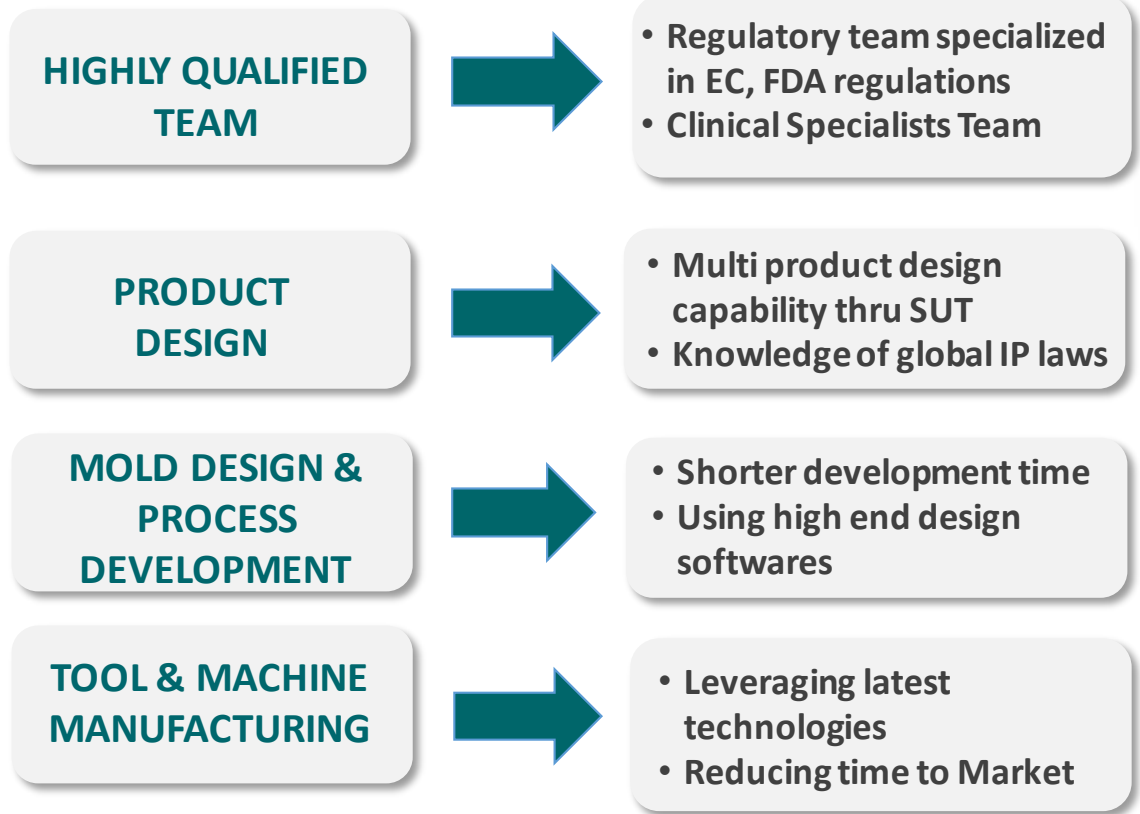 HIGHLY QUALIFIED
TEAM
• Regulatory team specialized
in EC, FDA regulations
• Clinical Specialists Team
PRODUCT
DESIGN
• Multi product design
capability thru SUT
• Knowledge of global IP laws
MOLD DESIGN &
PROCESS
DEVELOPMENT
• Shorter development time
• Using high end design
softwares
TOOL & MACHINE
MANUFACTURING
• Leveraging latest
technologies
• Reducing time to Market